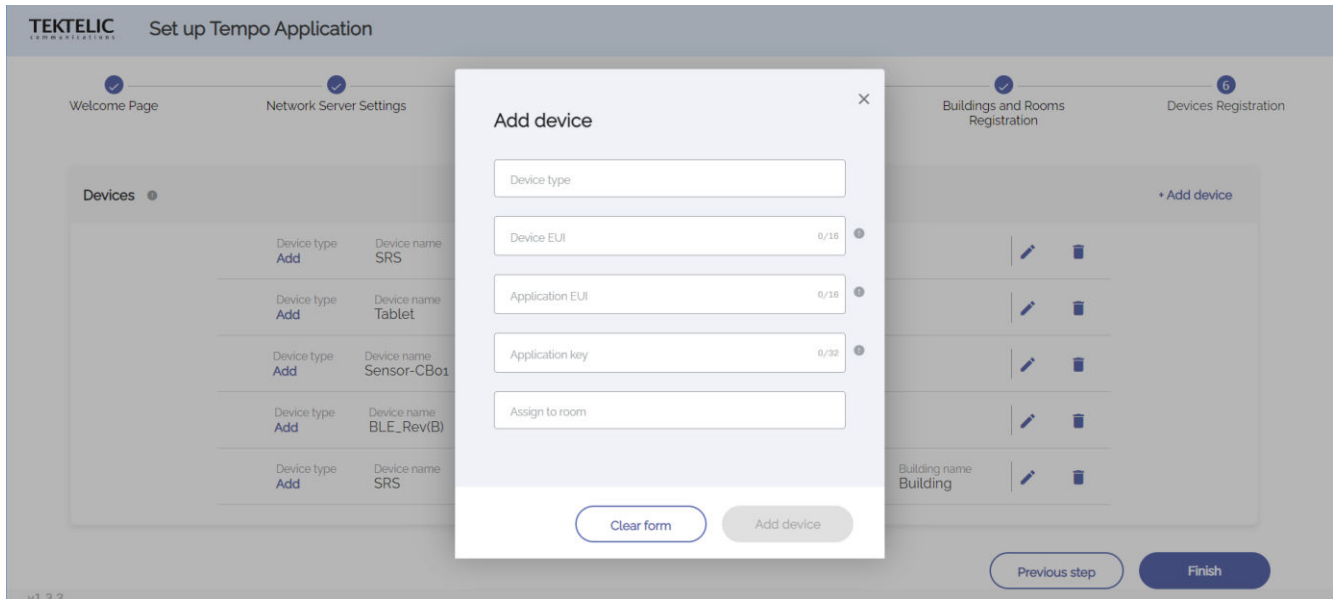 TEKTELIC
communications
Set up Tempo Application
Welcome Page
Network Server Settings
Buildings and Rooms
Registration
6
Devices Registration
Devices
+ Add device
Add device
Device type
Device EUI 0/16
Application EUI 0/16
Application key 0/32
Assign to room
Clear form
Add device
Device type Device name
Add SRS
Device type Device name
Add Tablet
Device type Device name
Add Sensor-CB01
Device type Device name
Add BLE_Rev(B)
Device type Device name Building name
Add SRS Building
Previous step
Finish
v1.3.3